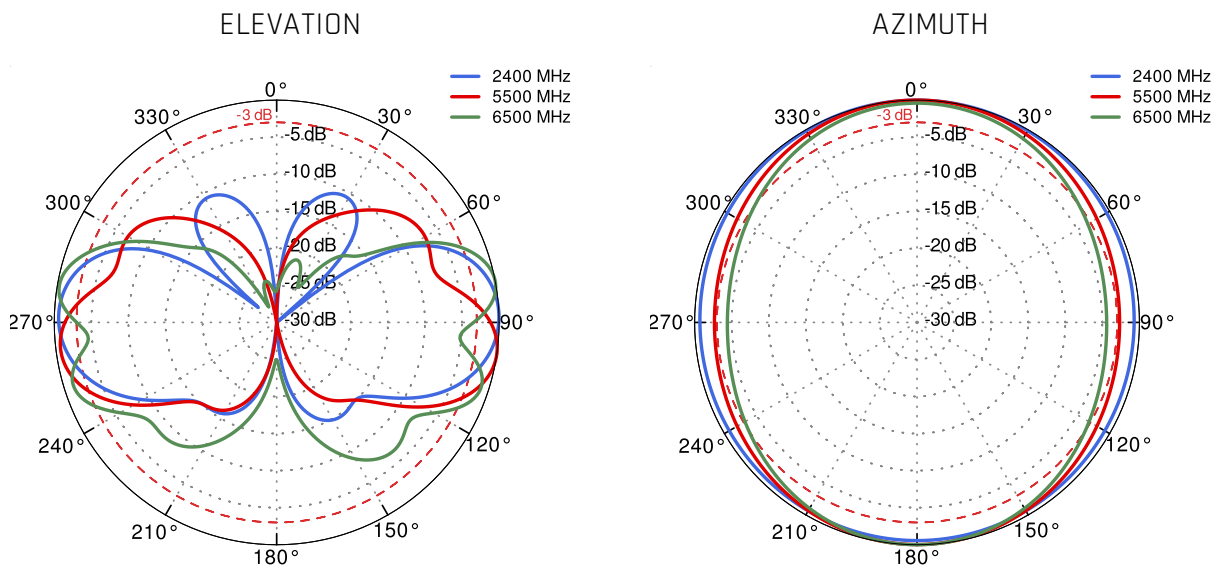 ELEVATION
2400 MHz
5500 MHz
6500 MHz
0°
30°
60°
90°
120°
150°
180°
210°
240°
270°
300°
330°
-3 dB
-5 dB
-10 dB
-15 dB
-20 dB
-25 dB
-30 dB
AZIMUTH
2400 MHz
5500 MHz
6500 MHz
0°
30°
60°
90°
120°
150°
180°
210°
240°
270°
300°
330°
-3 dB
-5 dB
-10 dB
-15 dB
-20 dB
-25 dB
-30 dB